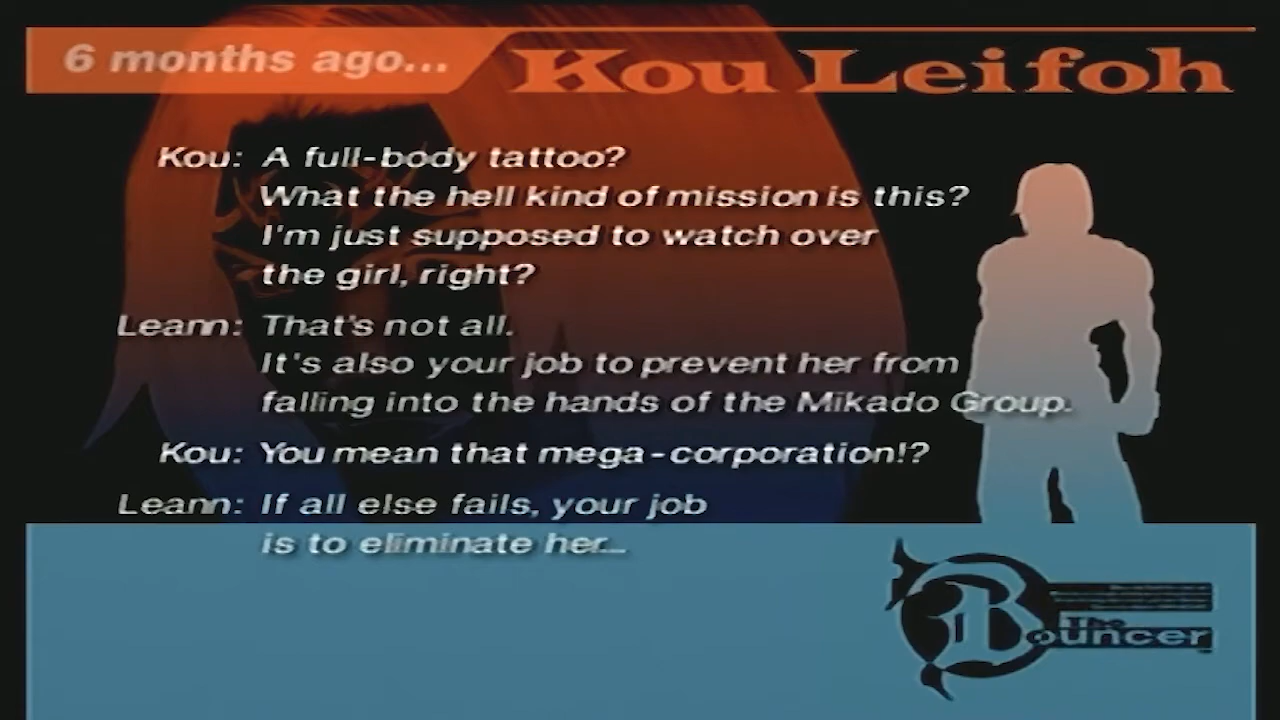 6 months ago...
Kou Leifoh
Kou: A full-body tattoo?
What the hell kind of mission is this?
I'm just supposed to watch over
the girl, right?
Leann: That's not all.
It's also your job to prevent her from
falling into the hands of the Mikado Group.
Kou: You mean that mega-corporation!?
Leann: If all else fails, your job
is to eliminate her...
The
Bouncer